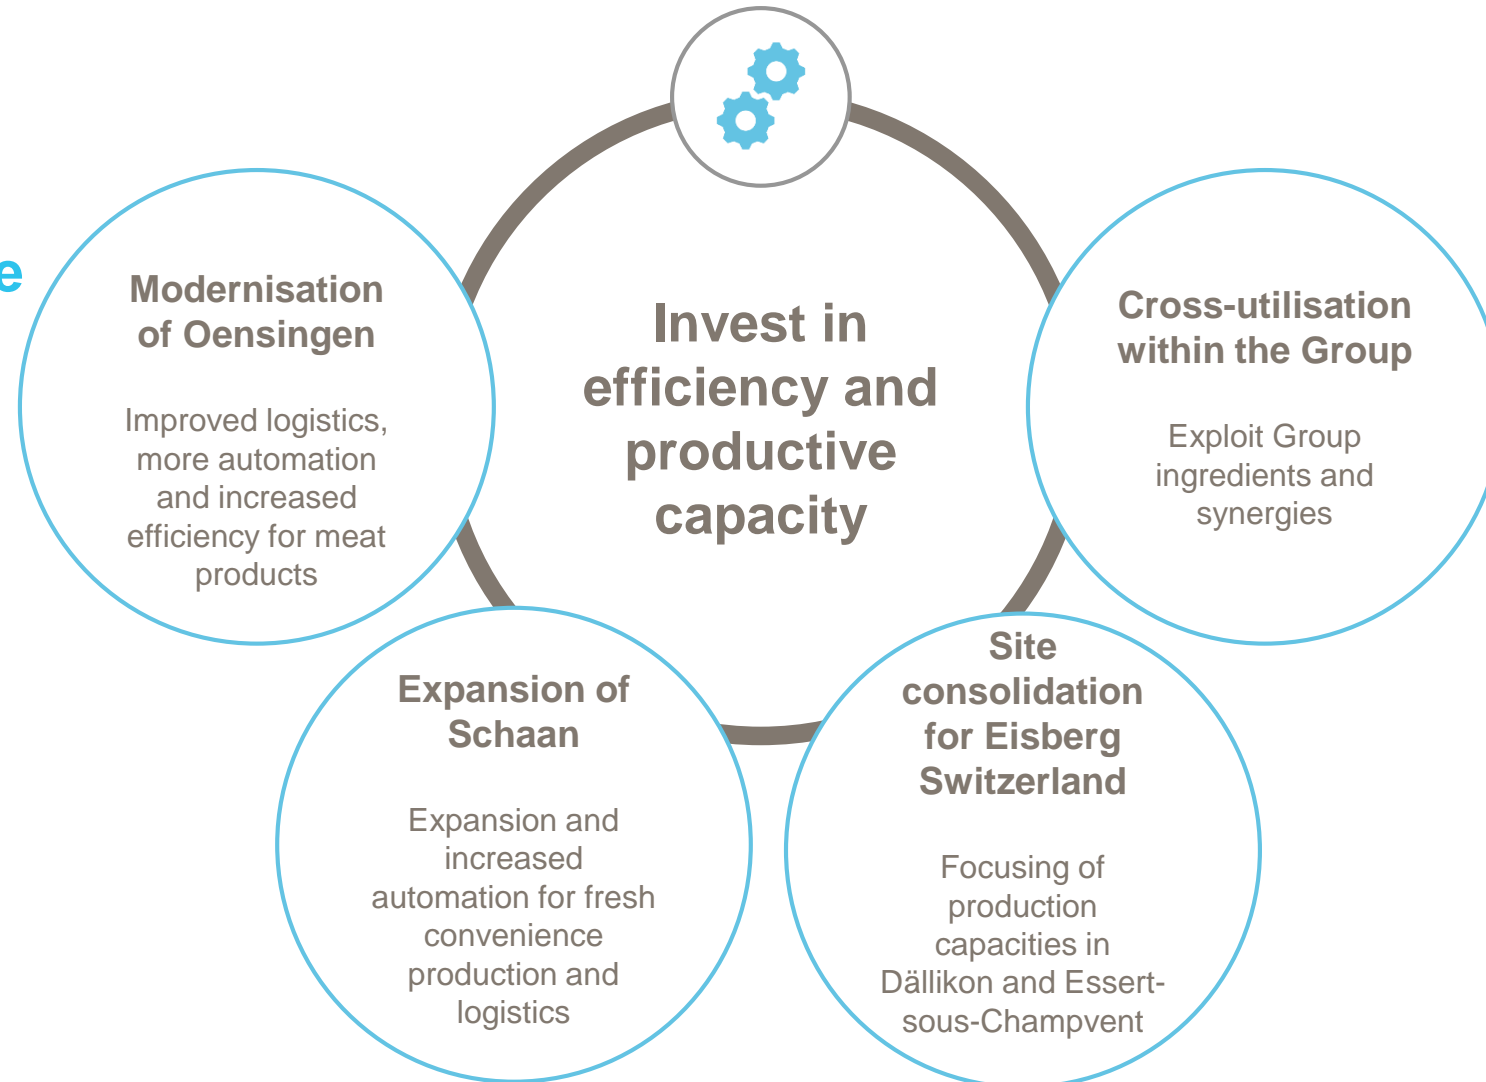 e
Modernisation
of Oensingen
Improved logistics,
more automation
and increased
efficiency for meat
products
Invest in
efficiency and
productive
capacity
Cross-utilisation
within the Group
Exploit Group
ingredients and
synergies
Expansion of
Schaan
Expansion and
increased
automation for fresh
convenience
production and
logistics
Site
consolidation
for Eisberg
Switzerland
Focusing of
production
capacities in
Dällikon and Essert-
sous-Champvent